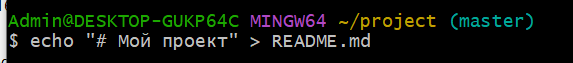 Admin@DESKTOP-GUKP64C MINGW64 ~/project (master)
$ echo "# Мой проект" > README.md